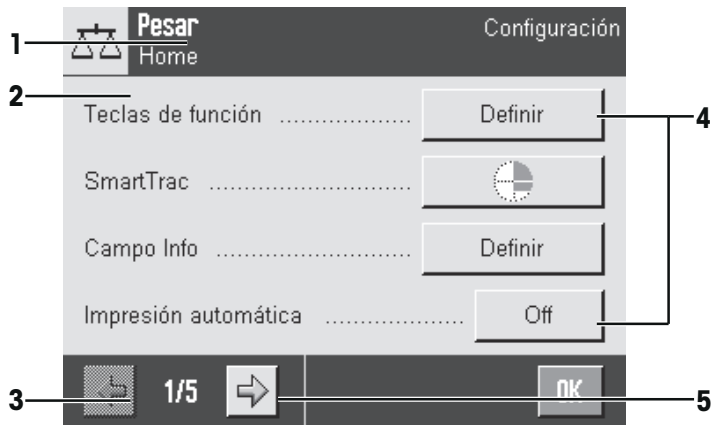 Pesar
Configuración
Home
1
2
Teclas de función ................... Definir
4
SmartTrac ............................
Campo Info ........................... Definir
Impresión automática .................... Off
3
1/5
OK
5